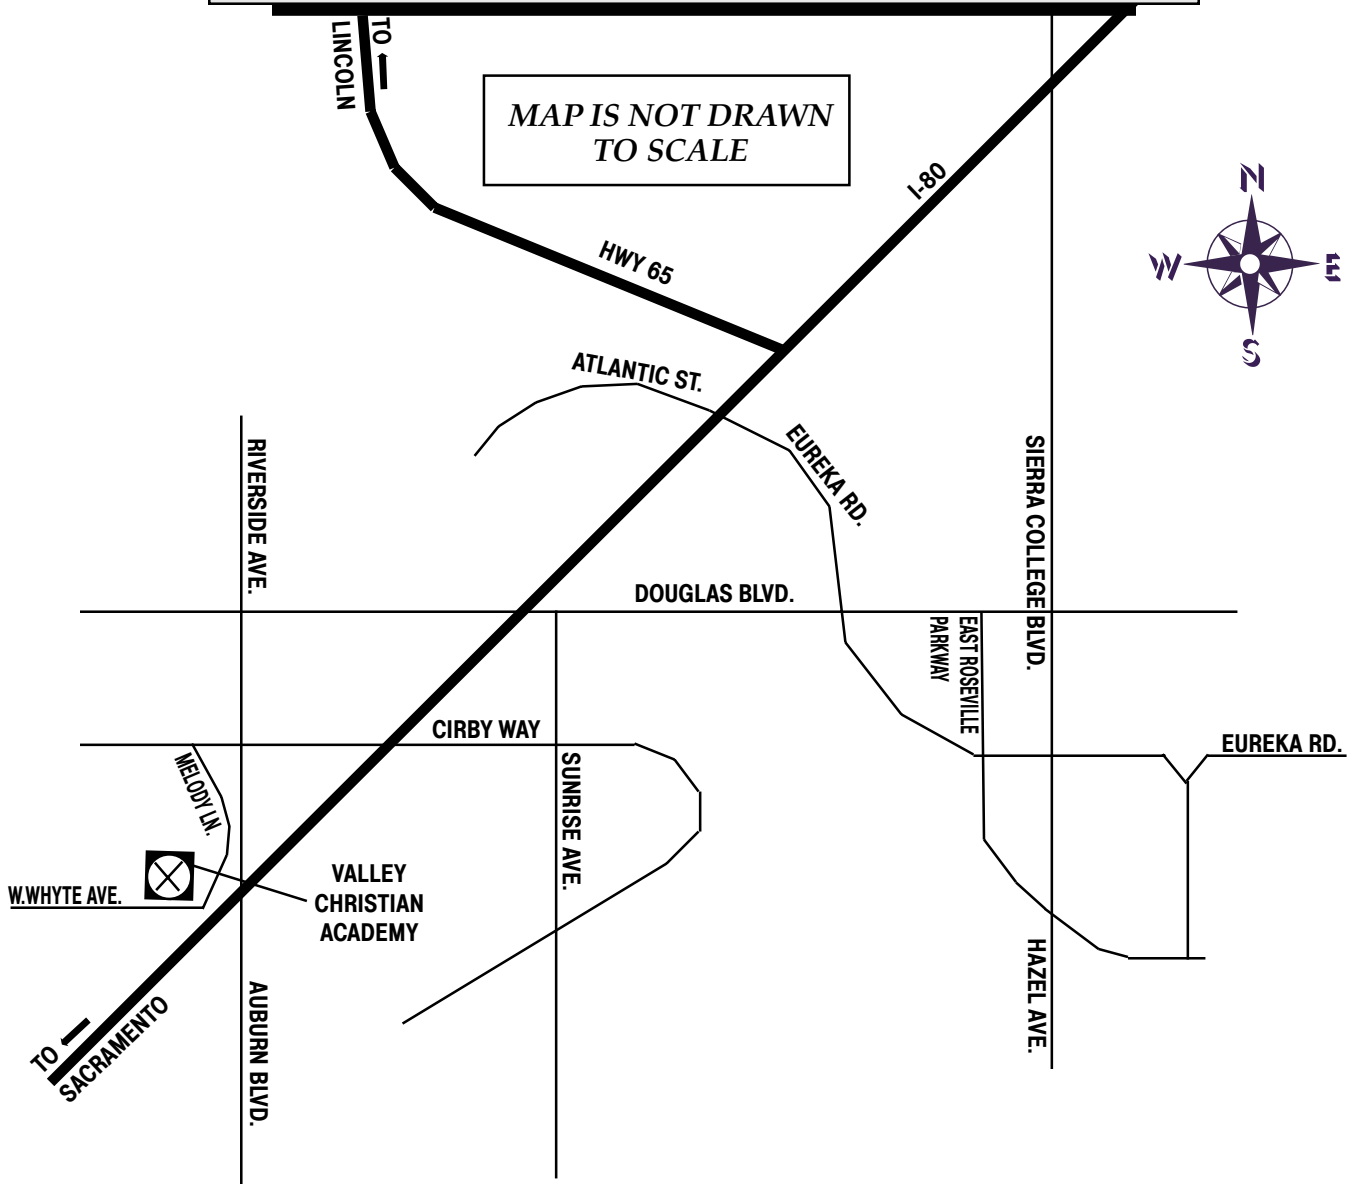 TO
LINCOLN
MAP IS NOT DRAWN
TO SCALE
I-80
N
W
E
S
HWY 65
ATLANTIC ST.
EUREKA RD.
RIVERSIDE AVE.
SIERRA COLLEGE BLVD.
DOUGLAS BLVD.
EAST ROSEVILLE
PARKWAY
CIRBY WAY
EUREKA RD.
MELODY LN.
SUNRISE AVE.
W.WHYTE AVE.
VALLEY
CHRISTIAN
ACADEMY
HAZEL AVE.
AUBURN BLVD.
TO
SACRAMENTO